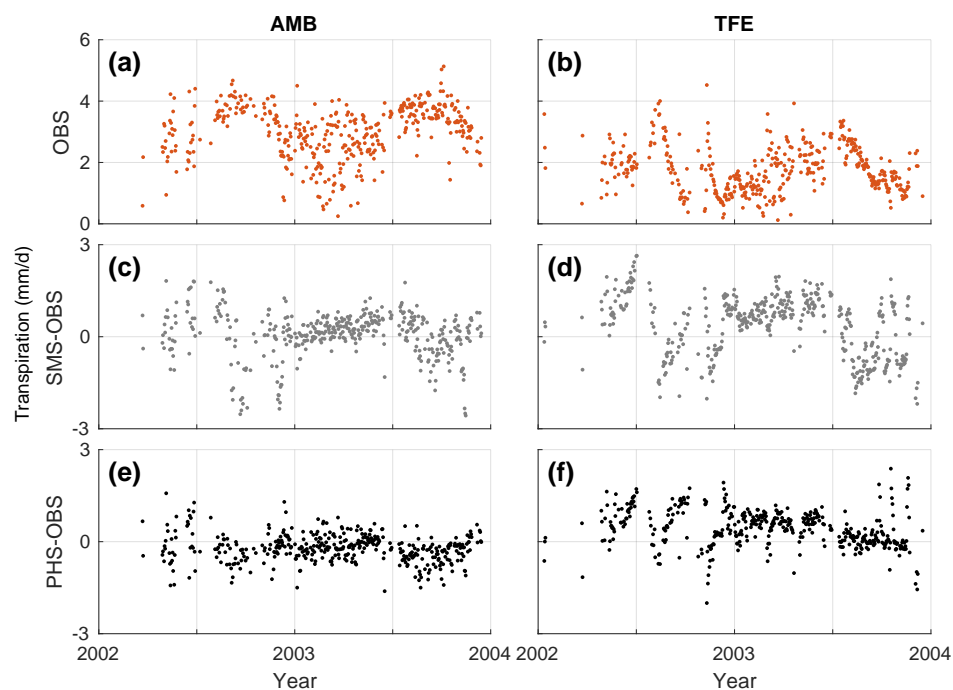 AMB TFE
Transpiration (mm/d)
OBS
6
4
2
0
(a) (b)
SMS-OBS
3
0
-3
(c) (d)
PHS-OBS
3
0
-3
(e) (f)
2002 2003 2004 2002 2003 2004
Year Year